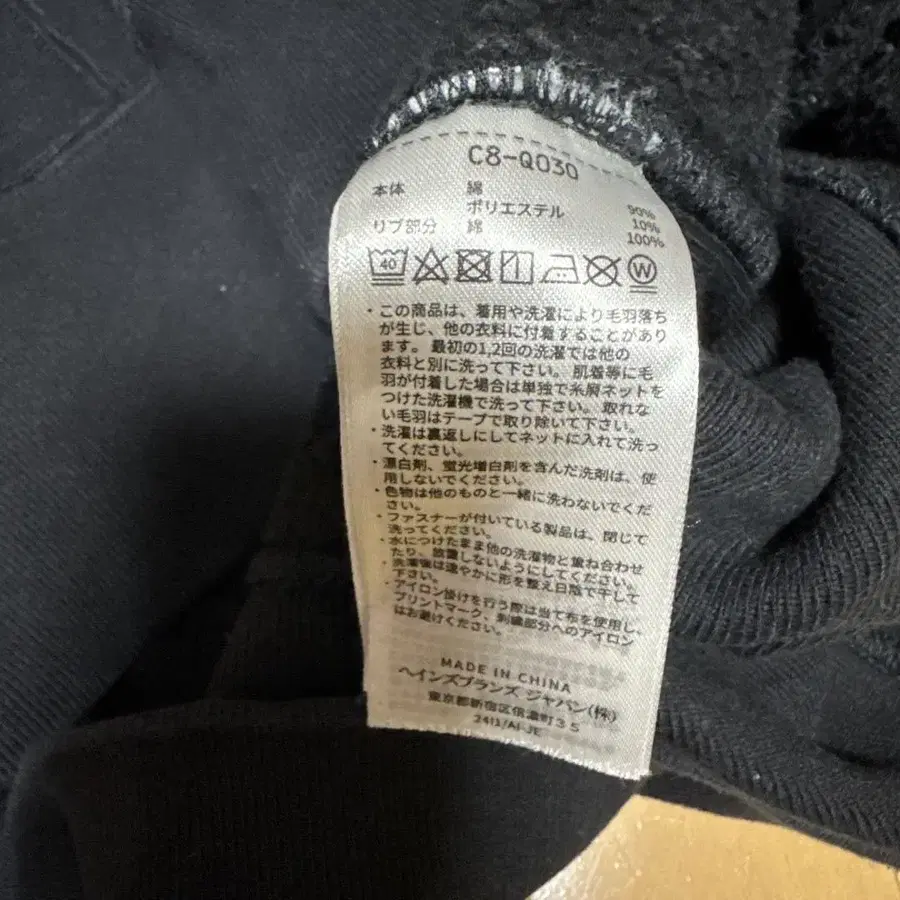 C8-Q030
本体 綿 90%
ポリエステル 10%
リブ部分 綿 100%
40 W
・この商品は、着用や洗濯により毛羽落ち
が生じ、他の衣料に付着することがあり
ます。最初の1,2回の洗濯では他の
衣料と別に洗って下さい。肌着等に毛
羽が付着した場合は単独で糸屑ネットを
つけた洗濯機で洗って下さい。取れな
い毛羽はテープで取り除いて下さい。
・洗濯は裏返しにしてネットに入れて洗っ
てください。
・漂白剤、蛍光増白剤を含んだ洗剤は、使
用しないでください。
・色物は他のものと一緒に洗わないでくだ
さい。
・ファスナーが付いている製品は、閉じて
洗ってください。
・水につけたまま他の洗濯物と重ね合わせ
たり、放置しないようにしてください。
・洗濯後は速やかに形を整え日陰で干して
下さい。
・アイロン掛けを行う際は当て布を使用し、
プリントマーク、刺繍部分へのアイロン
はお避けください。
MADE IN CHINA
ヘインズブランズ ジャパン(株)
東京都新宿区信濃町35
2411/AI-JE